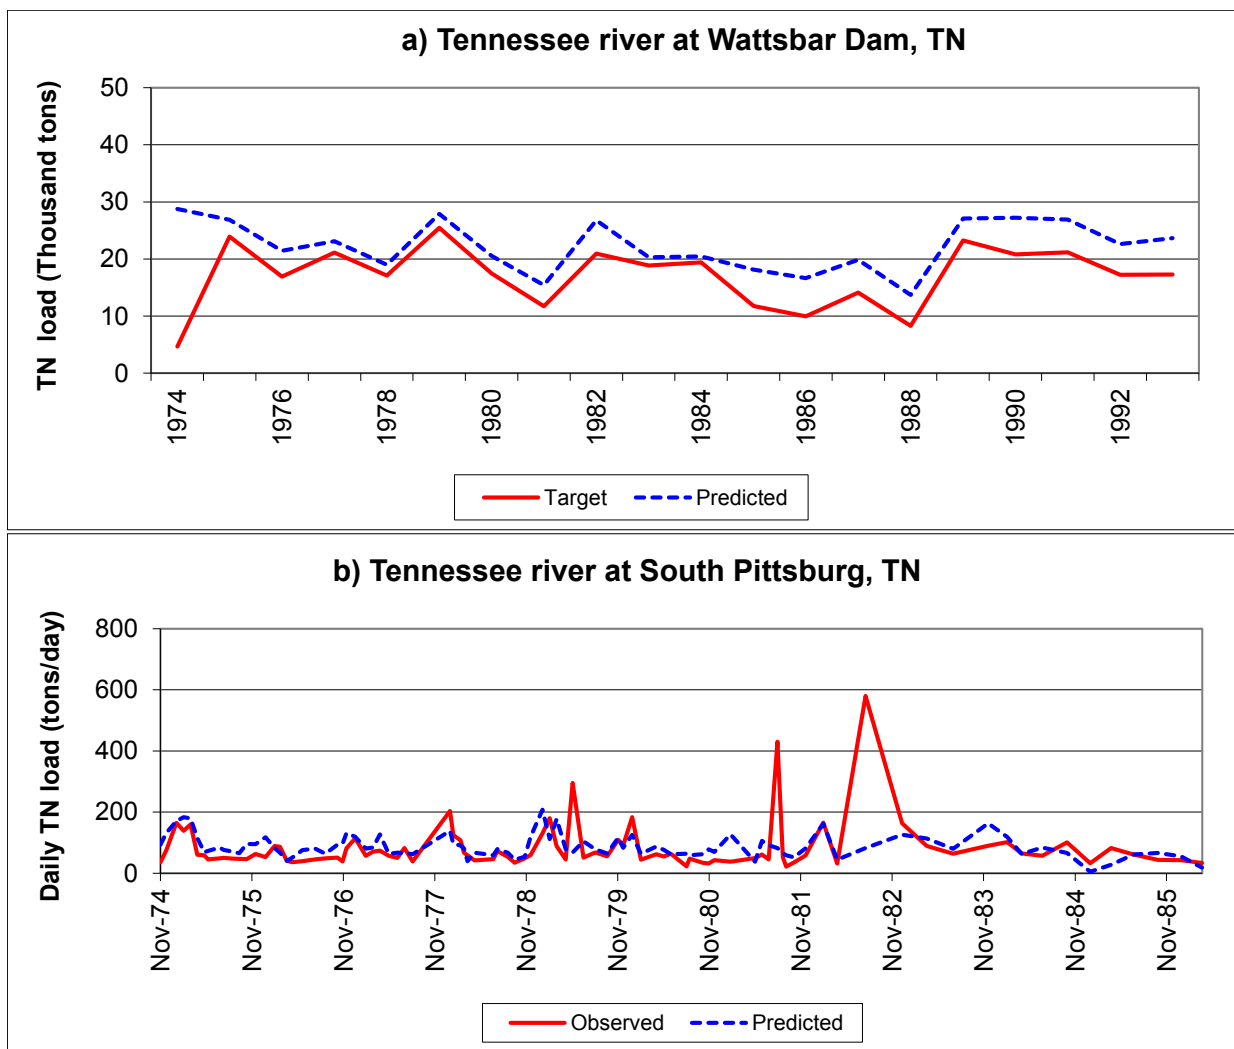 a) Tennessee river at Wattsbar Dam, TN
TN load (Thousand tons)
50
40
30
20
10
0
1974
1976
1978
1980
1982
1984
1986
1988
1990
1992
Target
Predicted
b) Tennessee river at South Pittsburg, TN
Daily TN load (tons/day)
800
600
400
200
0
Nov-74
Nov-75
Nov-76
Nov-77
Nov-78
Nov-79
Nov-80
Nov-81
Nov-82
Nov-83
Nov-84
Nov-85
Observed
Predicted